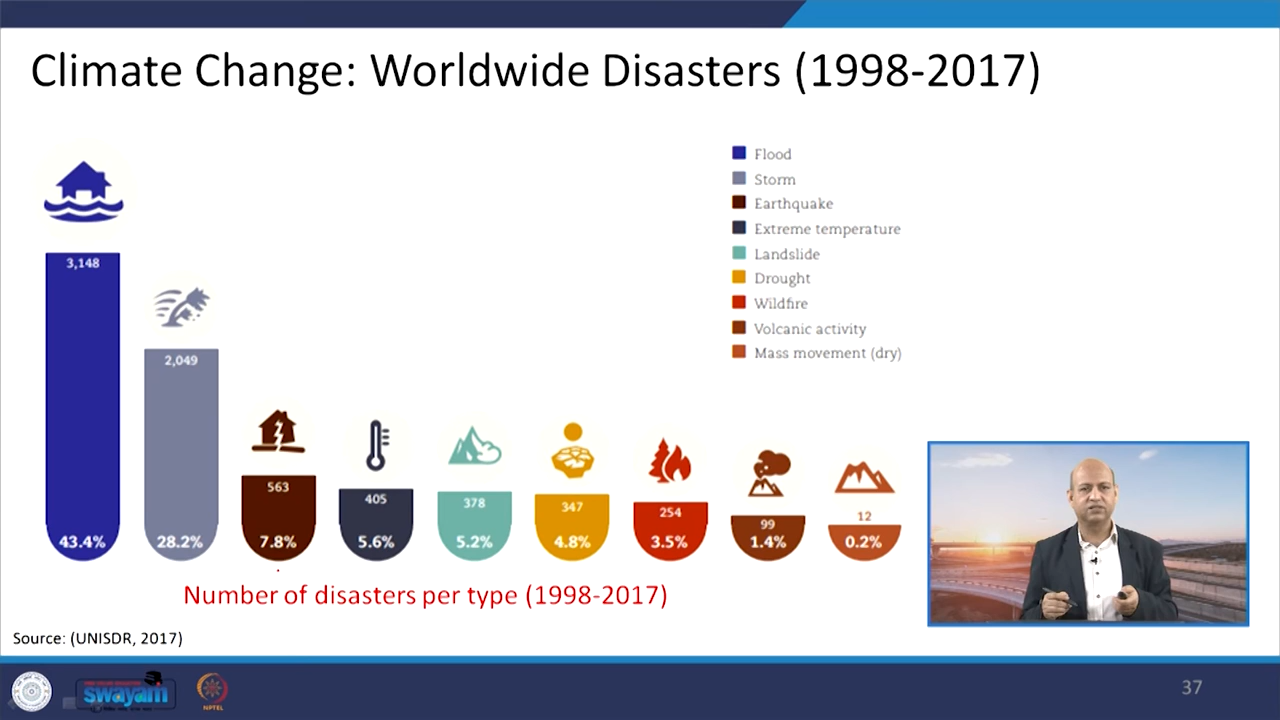 Climate Change: Worldwide Disasters (1998-2017)
Flood
Storm
Earthquake
Extreme temperature
Landslide
Drought
Wildfire
Volcanic activity
Mass movement (dry)
3,148
2,049
563
405
378
347
254
99
12
43.4%
28.2%
7.8%
5.6%
5.2%
4.8%
3.5%
1.4%
0.2%
Number of disasters per type (1998-2017)
Source: (UNISDR, 2017)
swayam
NPTEL
37